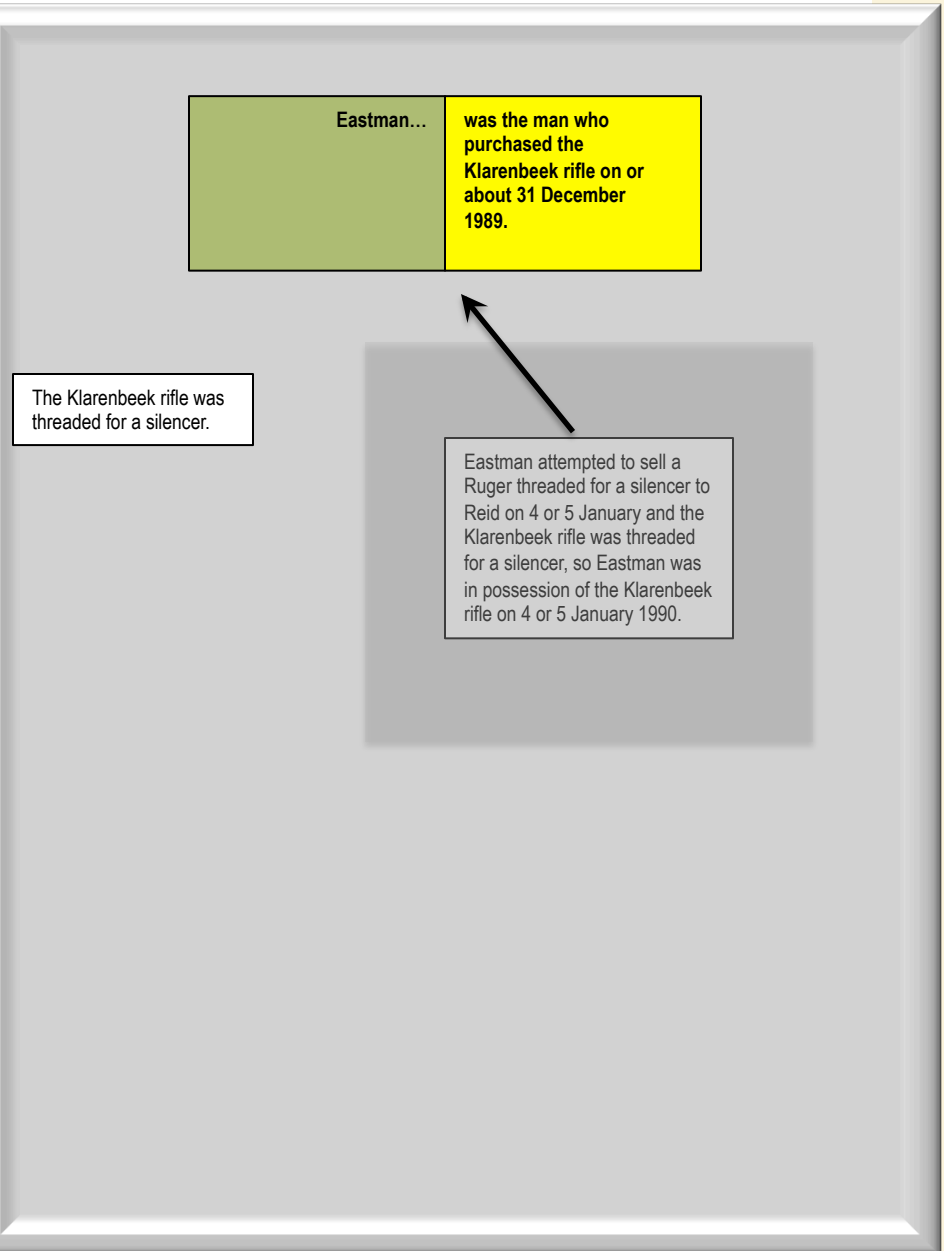 Eastman…
was the man who
purchased the
Klarenbeek rifle on or
about 31 December
1989.
The Klarenbeek rifle was
threaded for a silencer.
Eastman attempted to sell a
Ruger threaded for a silencer to
Reid on 4 or 5 January and the
Klarenbeek rifle was threaded
for a silencer, so Eastman was
in possession of the Klarenbeek
rifle on 4 or 5 January 1990.